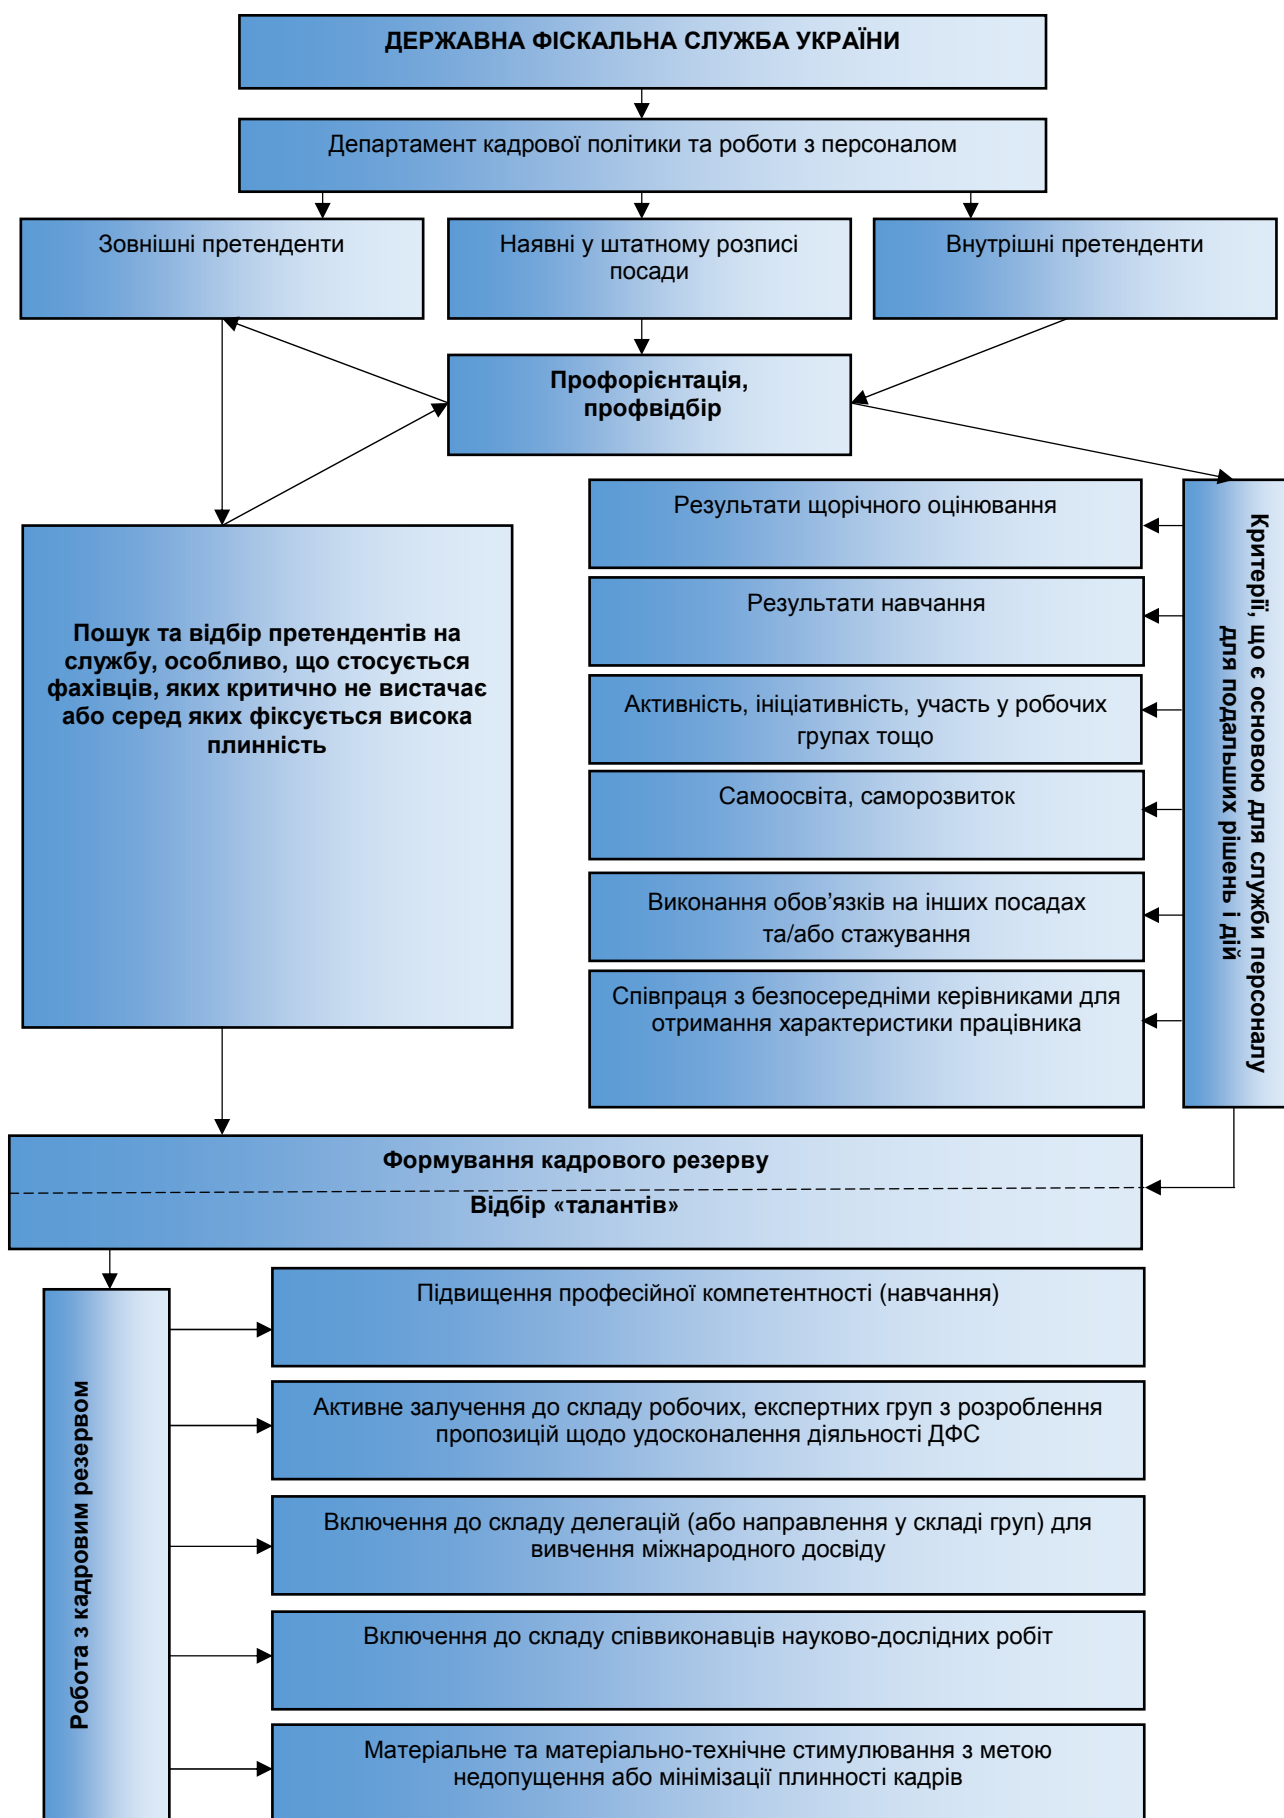 ДЕРЖАВНА ФІСКАЛЬНА СЛУЖБА УКРАЇНИ
Департамент кадрової політики та роботи з персоналом
Зовнішні претенденти
Наявні у штатному розписі
посади
Внутрішні претенденти
Профорієнтація,
профвідбір
Пошук та відбір претендентів на
службу, особливо, що стосується
фахівців, яких критично не вистачає
або серед яких фіксується висока
плинність
Результати щорічного оцінювання
Результати навчання
Активність, ініціативність, участь у робочих
групах тощо
Самоосвіта, саморозвиток
Виконання обов’язків на інших посадах
та/або стажування
Співпраця з безпосередніми керівниками для
отримання характеристики працівника
Критерії, що є основою для служби персоналу
для подальших рішень і дій
Формування кадрового резерву
Відбір «талантів»
Робота з кадровим резервом
Підвищення професійної компетентності (навчання)
Активне залучення до складу робочих, експертних груп з розроблення
пропозицій щодо удосконалення діяльності ДФС
Включення до складу делегацій (або направлення у складі груп) для
вивчення міжнародного досвіду
Включення до складу співвиконавців науково-дослідних робіт
Матеріальне та матеріально-технічне стимулювання з метою
недопущення або мінімізації плинності кадрів